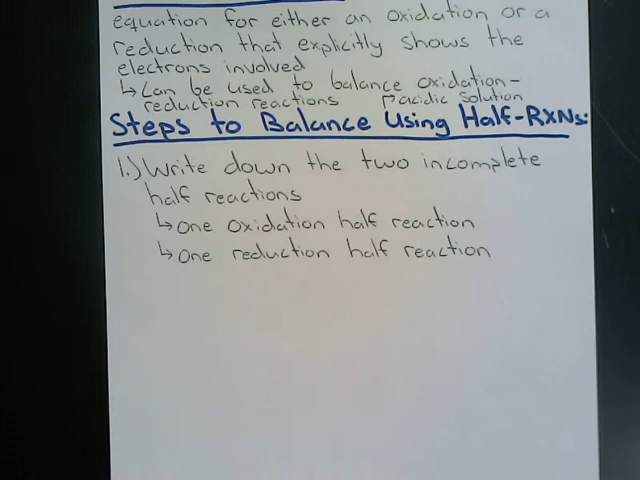 equation for either an oxidation or a
reduction that explicitly shows the
electrons involved
↳ Can be used to balance oxidation-
reduction reactions ↱ acidic solution
Steps to Balance Using Half-RXNs:
1.) Write down the two incomplete
half reactions
↳ one oxidation half reaction
↳ one reduction half reaction